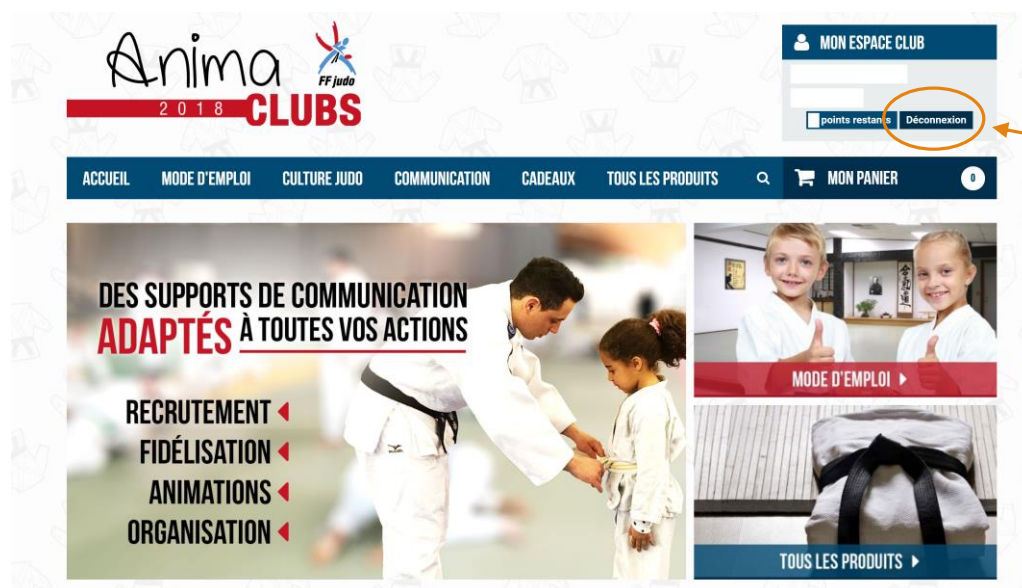 Anima
FF judo
2018 CLUBS
MON ESPACE CLUB
points restants Déconnexion
ACCUEIL MODE D'EMPLOI CULTURE JUDO COMMUNICATION CADEAUX TOUS LES PRODUITS MON PANIER 0
DES SUPPORTS DE COMMUNICATION
ADAPTÉS À TOUTES VOS ACTIONS
RECRUTEMENT
FIDÉLISATION
ANIMATIONS
ORGANISATION
MODE D'EMPLOI
TOUS LES PRODUITS